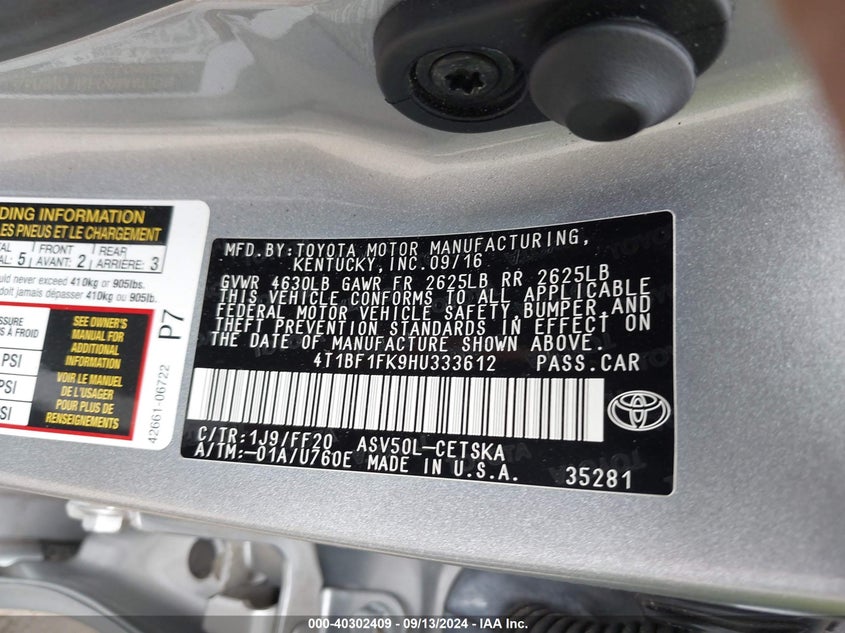 DING INFORMATION
LES PNEUS ET LE CHARGEMENT
TAL FRONT REAR
AL: 5 AVANT: 2 ARRIÈRE: 3
uld never exceed 410kg or 905lbs.
doit jamais dépasser 410kg ou 905lb.
SSURE
S À FROID
PSI
PSI
SI
SEE OWNER'S
MANUAL FOR
ADDITIONAL
INFORMATION
VOIR LE MANUEL
DE L'USAGER
POUR PLUS DE
RENSEIGNEMENTS
P7
42661-06722
MFD.BY:TOYOTA MOTOR MANUFACTURING,
KENTUCKY,INC.09/16
GVWR 4630LB GAWR FR 2625LB RR 2625LB
THIS VEHICLE CONFORMS TO ALL APPLICABLE
FEDERAL MOTOR VEHICLE SAFETY,BUMPER,AND
THEFT PREVENTION STANDARDS IN EFFECT ON
THE DATE OF MANUFACTURE SHOWN ABOVE.
4T1BF1FK9HU333612 PASS.CAR
C/TR:1J9/FF20 ASV50L-CETSKA
A/TM:-01A/U760E MADE IN U.S.A.
35281
000-40302409 - 09/13/2024 - IAA Inc.